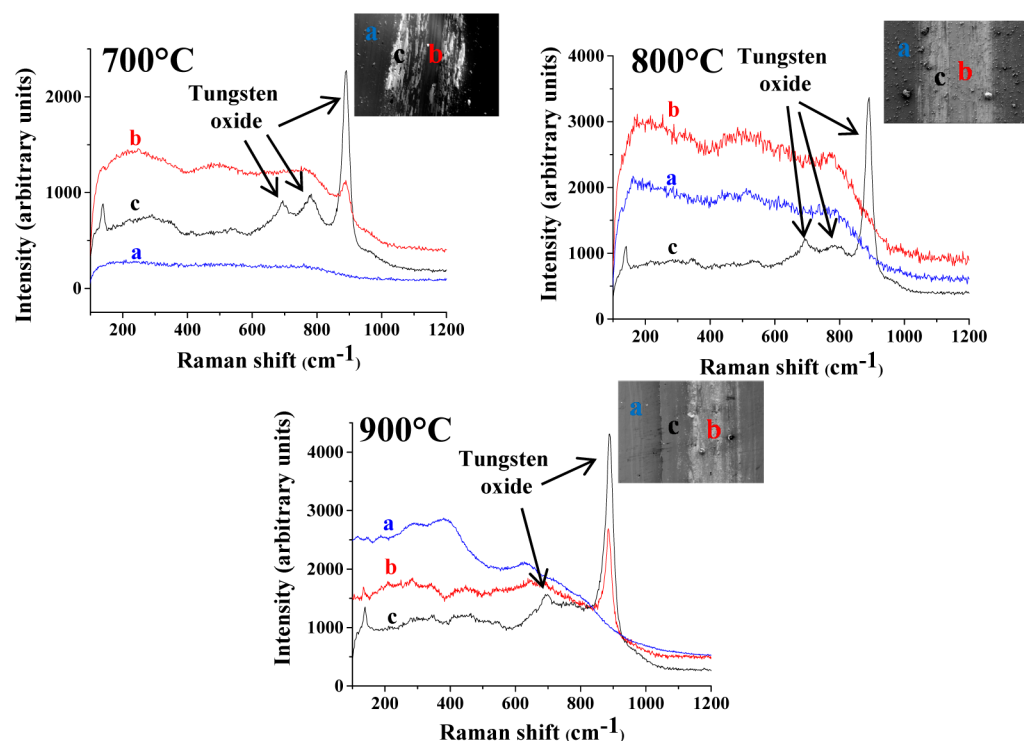 700°C
a
c
b
Intensity (arbitrary units)
2000
1000
0
Tungsten
oxide
b
c
a
200 400 600 800 1000 1200
Raman shift (cm-1)
800°C
a
c
b
Intensity (arbitrary units)
4000
3000
2000
1000
0
Tungsten
oxide
b
a
c
200 400 600 800 1000 1200
Raman shift (cm-1)
900°C
a
c
b
Intensity (arbitrary units)
4000
3000
2000
1000
0
Tungsten
oxide
a
b
c
200 400 600 800 1000 1200
Raman shift (cm-1)